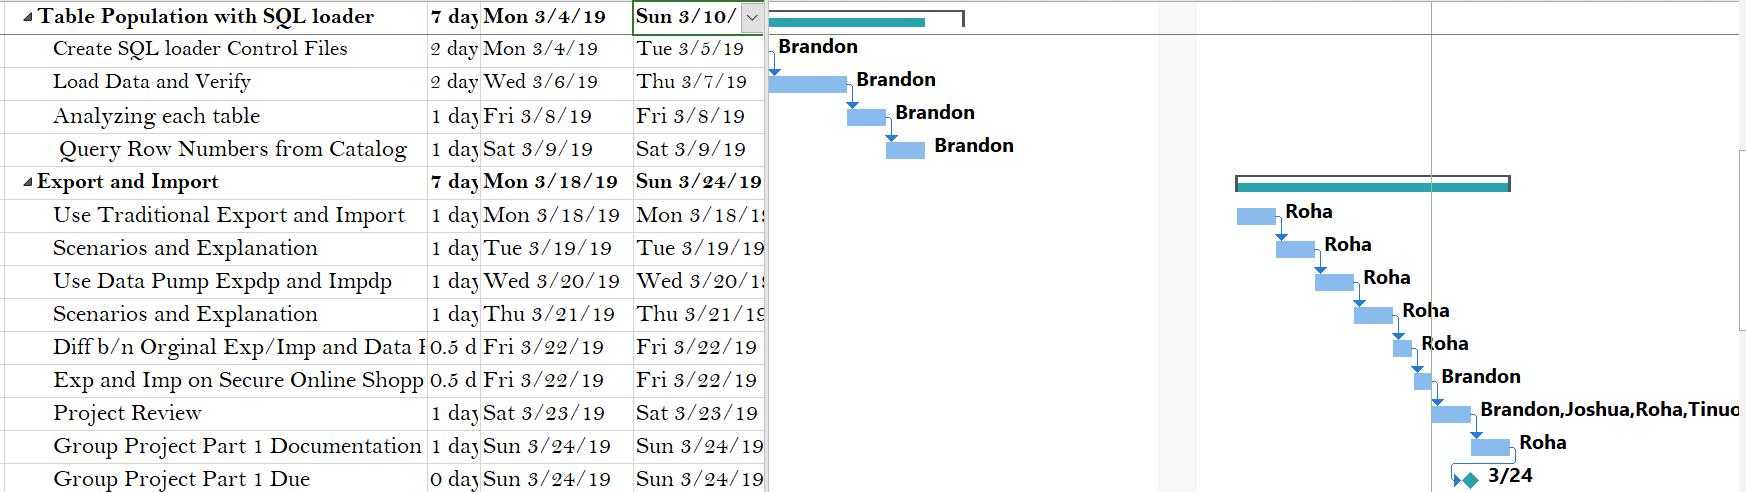 Table Population with SQL loader 7 day Mon 3/4/19 Sun 3/10/
Create SQL loader Control Files 2 day Mon 3/4/19 Tue 3/5/19 Brandon
Load Data and Verify 2 day Wed 3/6/19 Thu 3/7/19 Brandon
Analyzing each table 1 day Fri 3/8/19 Fri 3/8/19 Brandon
Query Row Numbers from Catalog 1 day Sat 3/9/19 Sat 3/9/19 Brandon
Export and Import 7 day Mon 3/18/19 Sun 3/24/19
Use Traditional Export and Import 1 day Mon 3/18/19 Mon 3/18/19 Roha
Scenarios and Explanation 1 day Tue 3/19/19 Tue 3/19/19 Roha
Use Data Pump Expdp and Impdp 1 day Wed 3/20/19 Wed 3/20/19 Roha
Scenarios and Explanation 1 day Thu 3/21/19 Thu 3/21/19 Roha
Diff b/n Orginal Exp/Imp and Data 0.5 d Fri 3/22/19 Fri 3/22/19 Roha
Exp and Imp on Secure Online Shopp 0.5 d Fri 3/22/19 Fri 3/22/19 Brandon
Project Review 1 day Sat 3/23/19 Sat 3/23/19 Brandon,Joshua,Roha,Tinuo
Group Project Part 1 Documentation 1 day Sun 3/24/19 Sun 3/24/19 Roha
Group Project Part 1 Due 0 day Sun 3/24/19 Sun 3/24/19 3/24